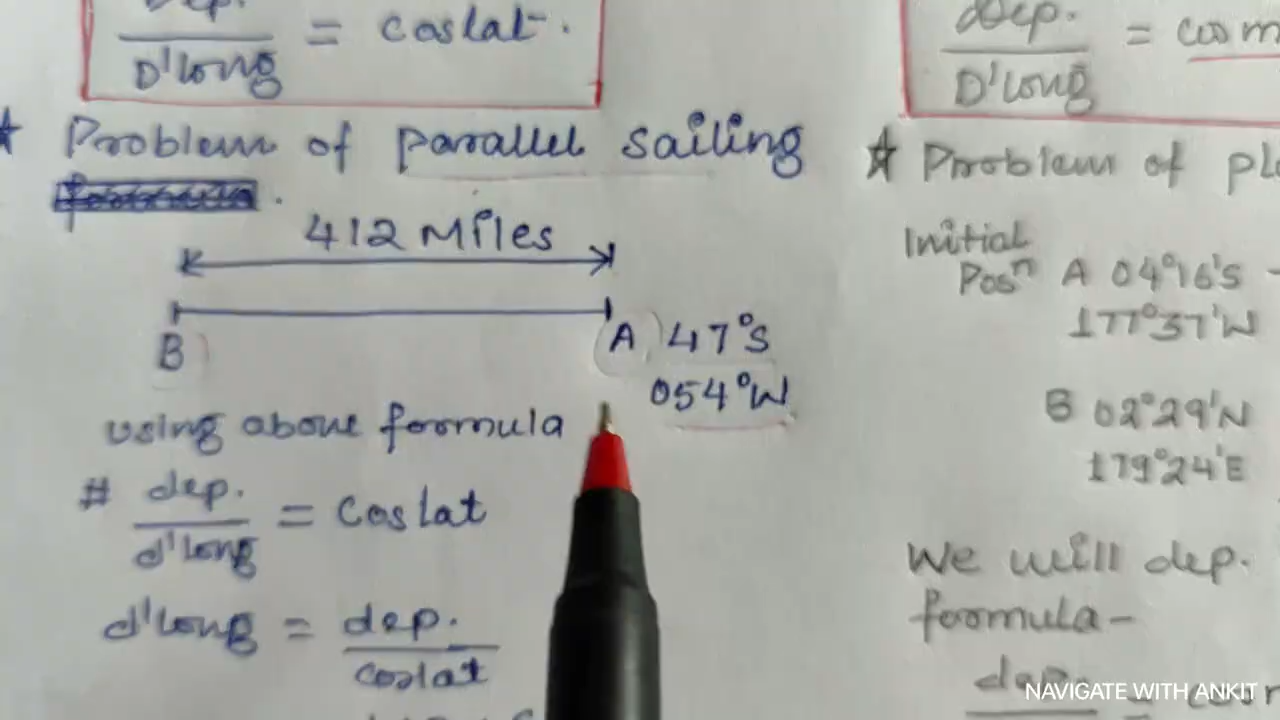 Dep.
D'long = coslat.
★ Problem of parallel sailing
412 Miles
B
A 47°S
054°W
using above formula
# dep.
d'long = coslat
d'long = dep.
coslat
Dep.
D'long = cos
★ Problem of
Initial
Posn A 04°16'S -
177°37'W
B 02°29'N
179°24'E
We will dep.
formula-
dep.
NAVIGATE WITH ANKIT